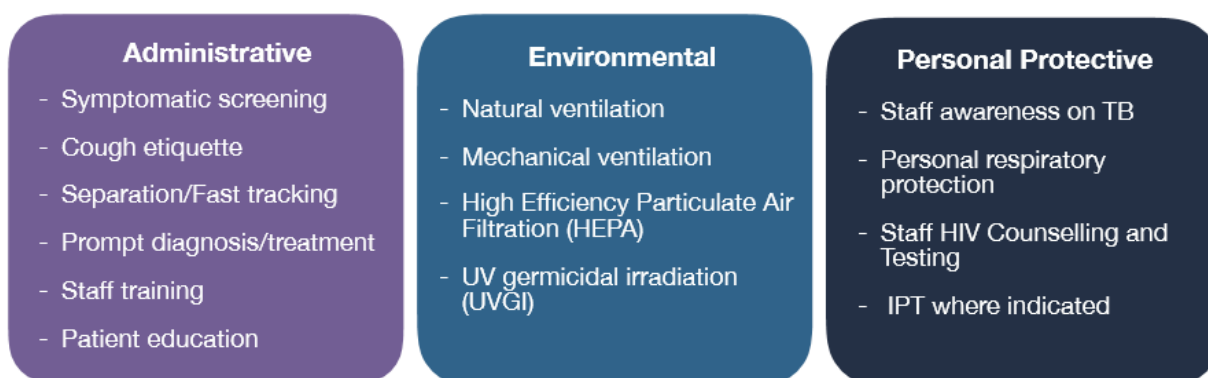 Administrative
- Symptomatic screening
- Cough etiquette
- Separation/Fast tracking
- Prompt diagnosis/treatment
- Staff training
- Patient education
Environmental
- Natural ventilation
- Mechanical ventilation
- High Efficiency Particulate Air
Filtration (HEPA)
- UV germicidal irradiation
(UVGI)
Personal Protective
- Staff awareness on TB
- Personal respiratory
protection
- Staff HIV Counselling and
Testing
- IPT where indicated